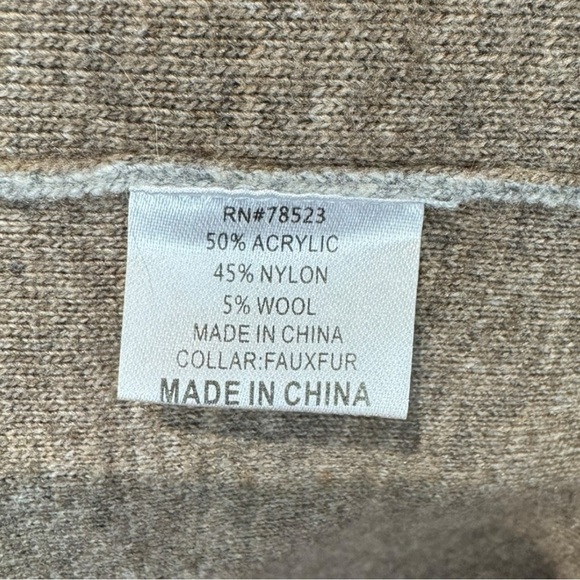 RN#78523
50% ACRYLIC
45% NYLON
5% WOOL
MADE IN CHINA
COLLAR:FAUXFUR
MADE IN CHINA